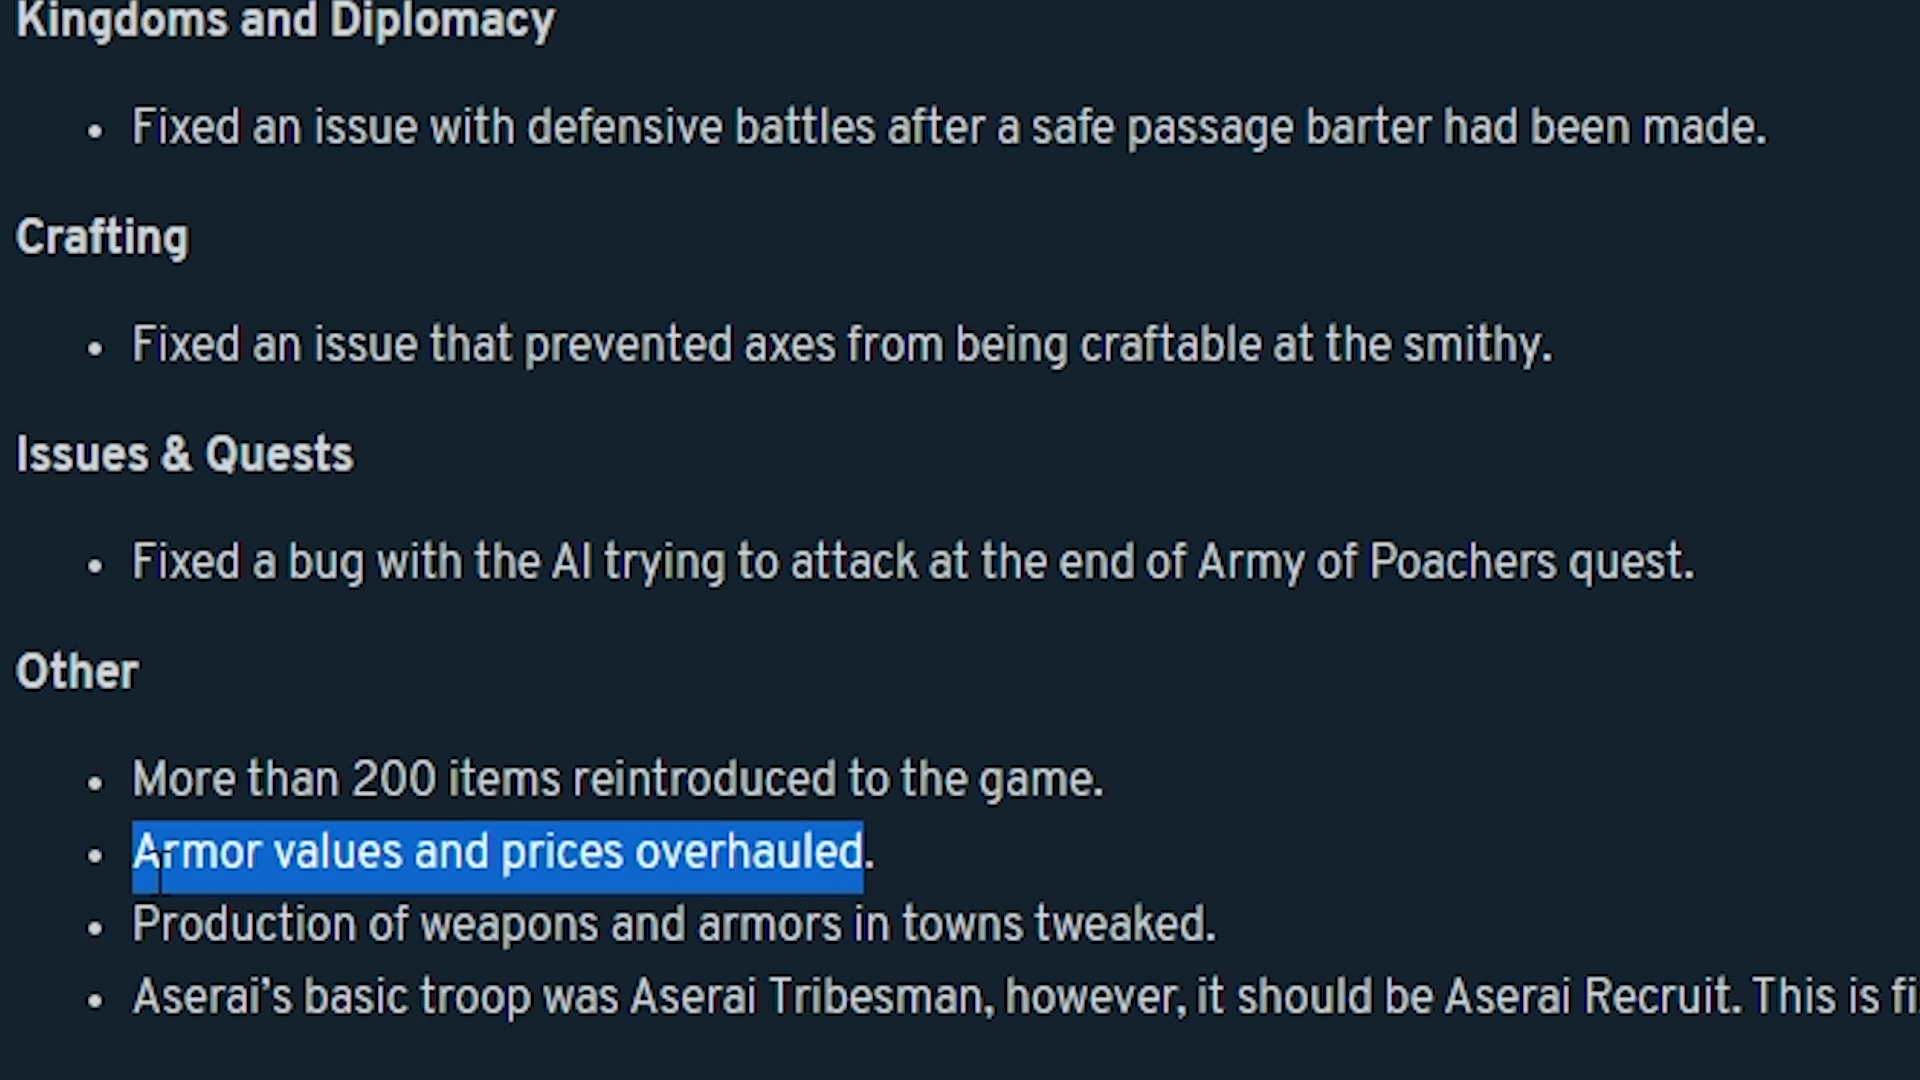 Kingdoms and Diplomacy
• Fixed an issue with defensive battles after a safe passage barter had been made.
Crafting
• Fixed an issue that prevented axes from being craftable at the smithy.
Issues & Quests
• Fixed a bug with the AI trying to attack at the end of Army of Poachers quest.
Other
• More than 200 items reintroduced to the game.
• Armor values and prices overhauled.
• Production of weapons and armors in towns tweaked.
• Aserai’s basic troop was Aserai Tribesman, however, it should be Aserai Recruit. This is